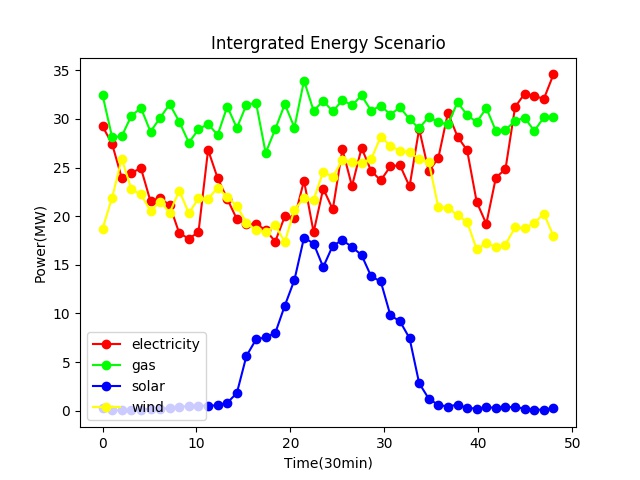 Intergrated Energy Scenario
35
30
25
20
15
10
5
0
Power(MW)
electricity
gas
solar
wind
0 10 20 30 40 50
Time(30min)